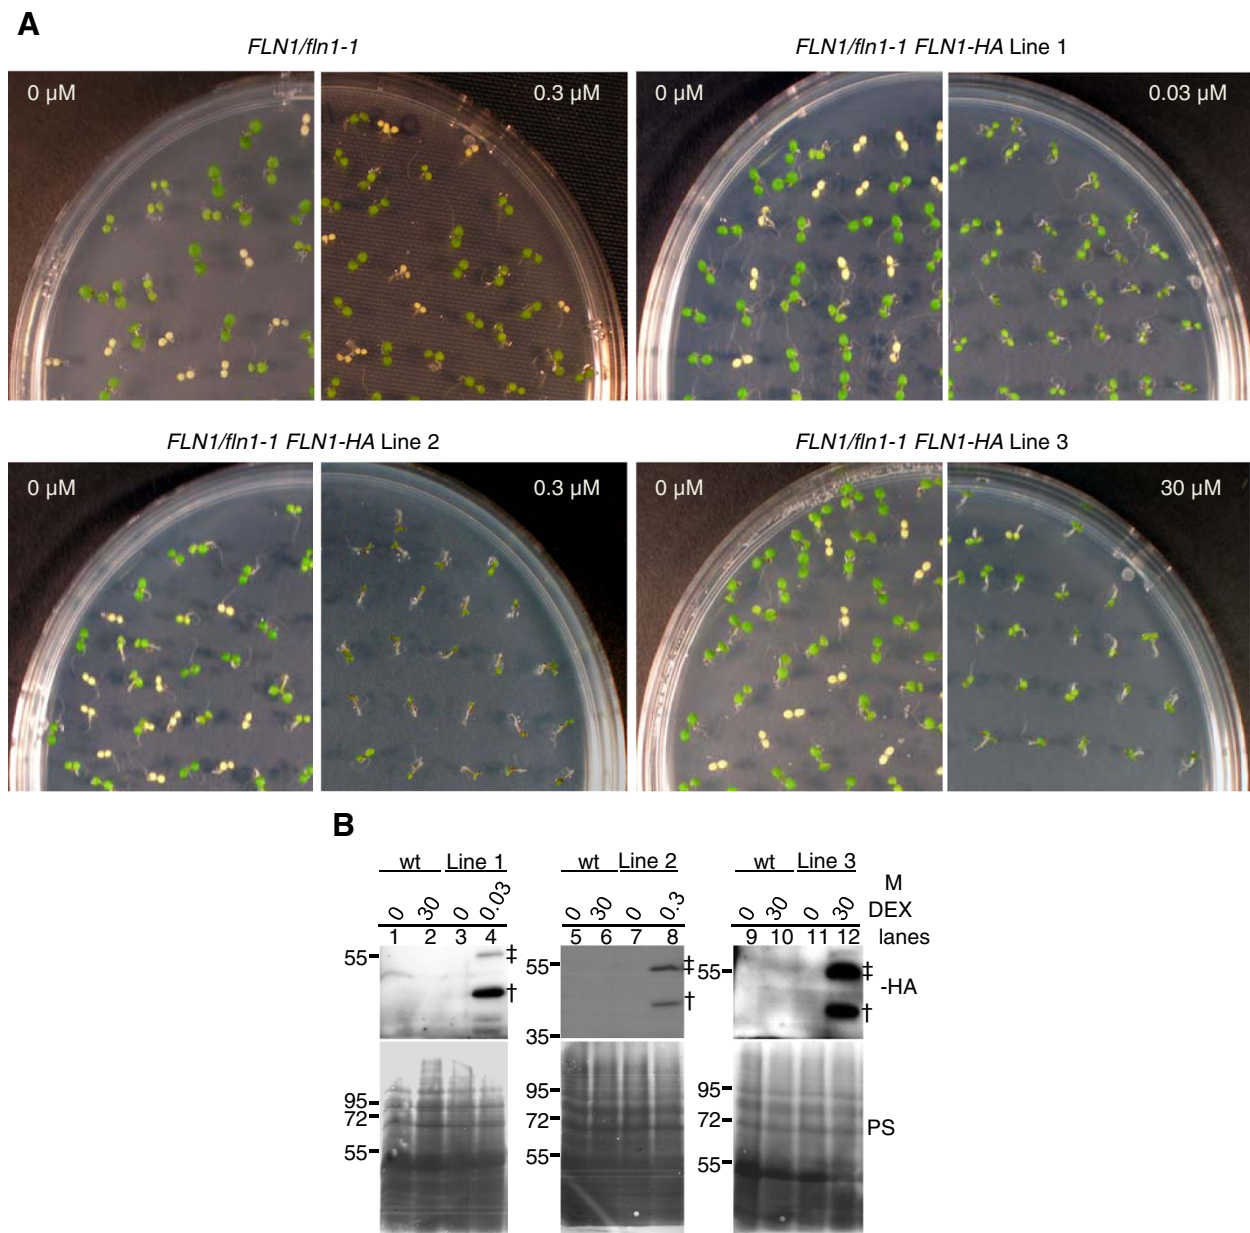 A
FLN1/fln1-1
FLN1/fln1-1 FLN1-HA Line 1
0 µM
0.3 µM
0 µM
0.03 µM
FLN1/fln1-1 FLN1-HA Line 2
FLN1/fln1-1 FLN1-HA Line 3
0 µM
0.3 µM
0 µM
30 µM
B
wt Line 1
wt Line 2
wt Line 3
M
0 30 0 0.03
0 30 0 0.3
0 30 0 30
DEX
1 2 3 4
5 6 7 8
9 10 11 12
lanes
55
‡
†
55
‡
†
35
55
‡
†
-HA
95
72
55
95
72
55
95
72
55
PS